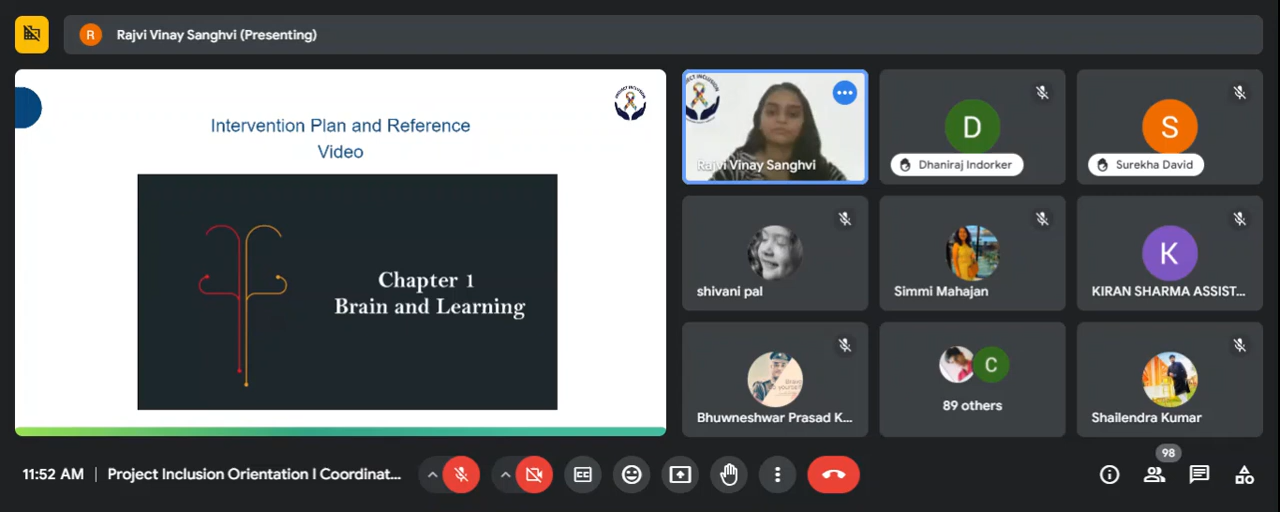 R
Rajvi Vinay Sanghvi (Presenting)
Intervention Plan and Reference
Video
Chapter 1
Brain and Learning
Rajvi Vinay Sanghvi
D
Dhaniraj Indorker
S
Surekha David
shivani pal
Simmi Mahajan
K
KIRAN SHARMA ASSIST...
Bhuwneshwar Prasad K...
C
89 others
Shailendra Kumar
11:52 AM | Project Inclusion Orientation I Coordinat...
CC
98